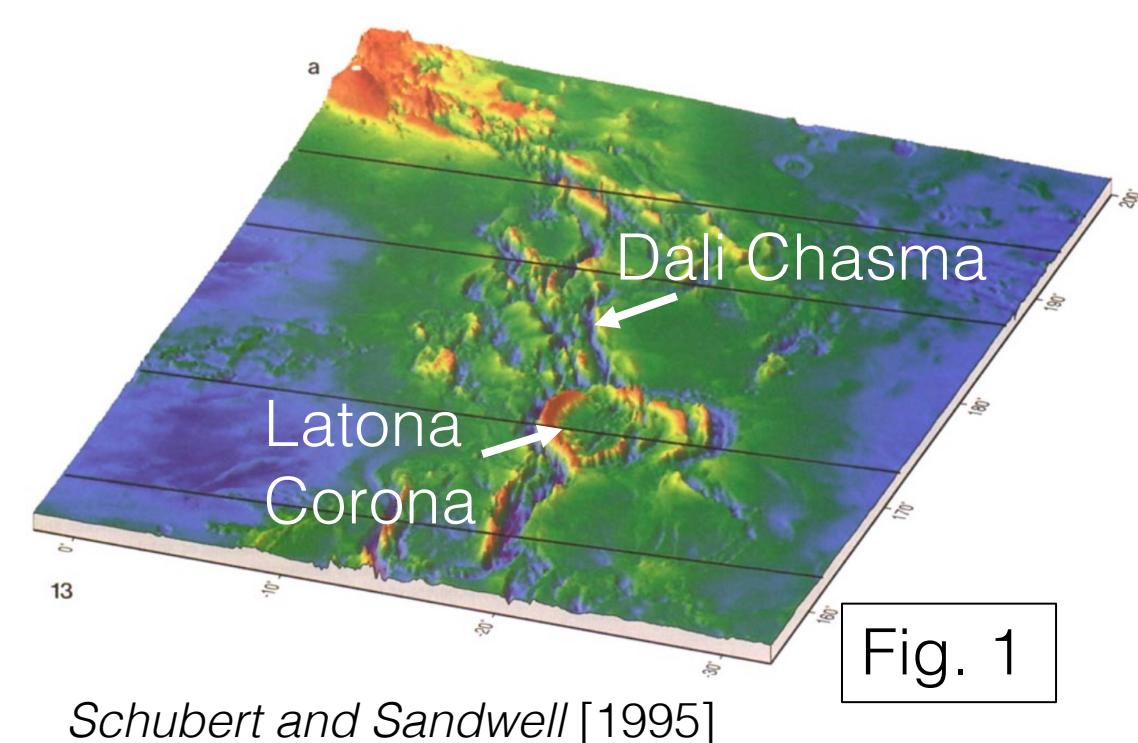 a
200°
Dali Chasma
190°
180°
Latona
Corona
170°
0°
13
-10°
160°
-20°
Fig. 1
-30°
Schubert and Sandwell [1995]